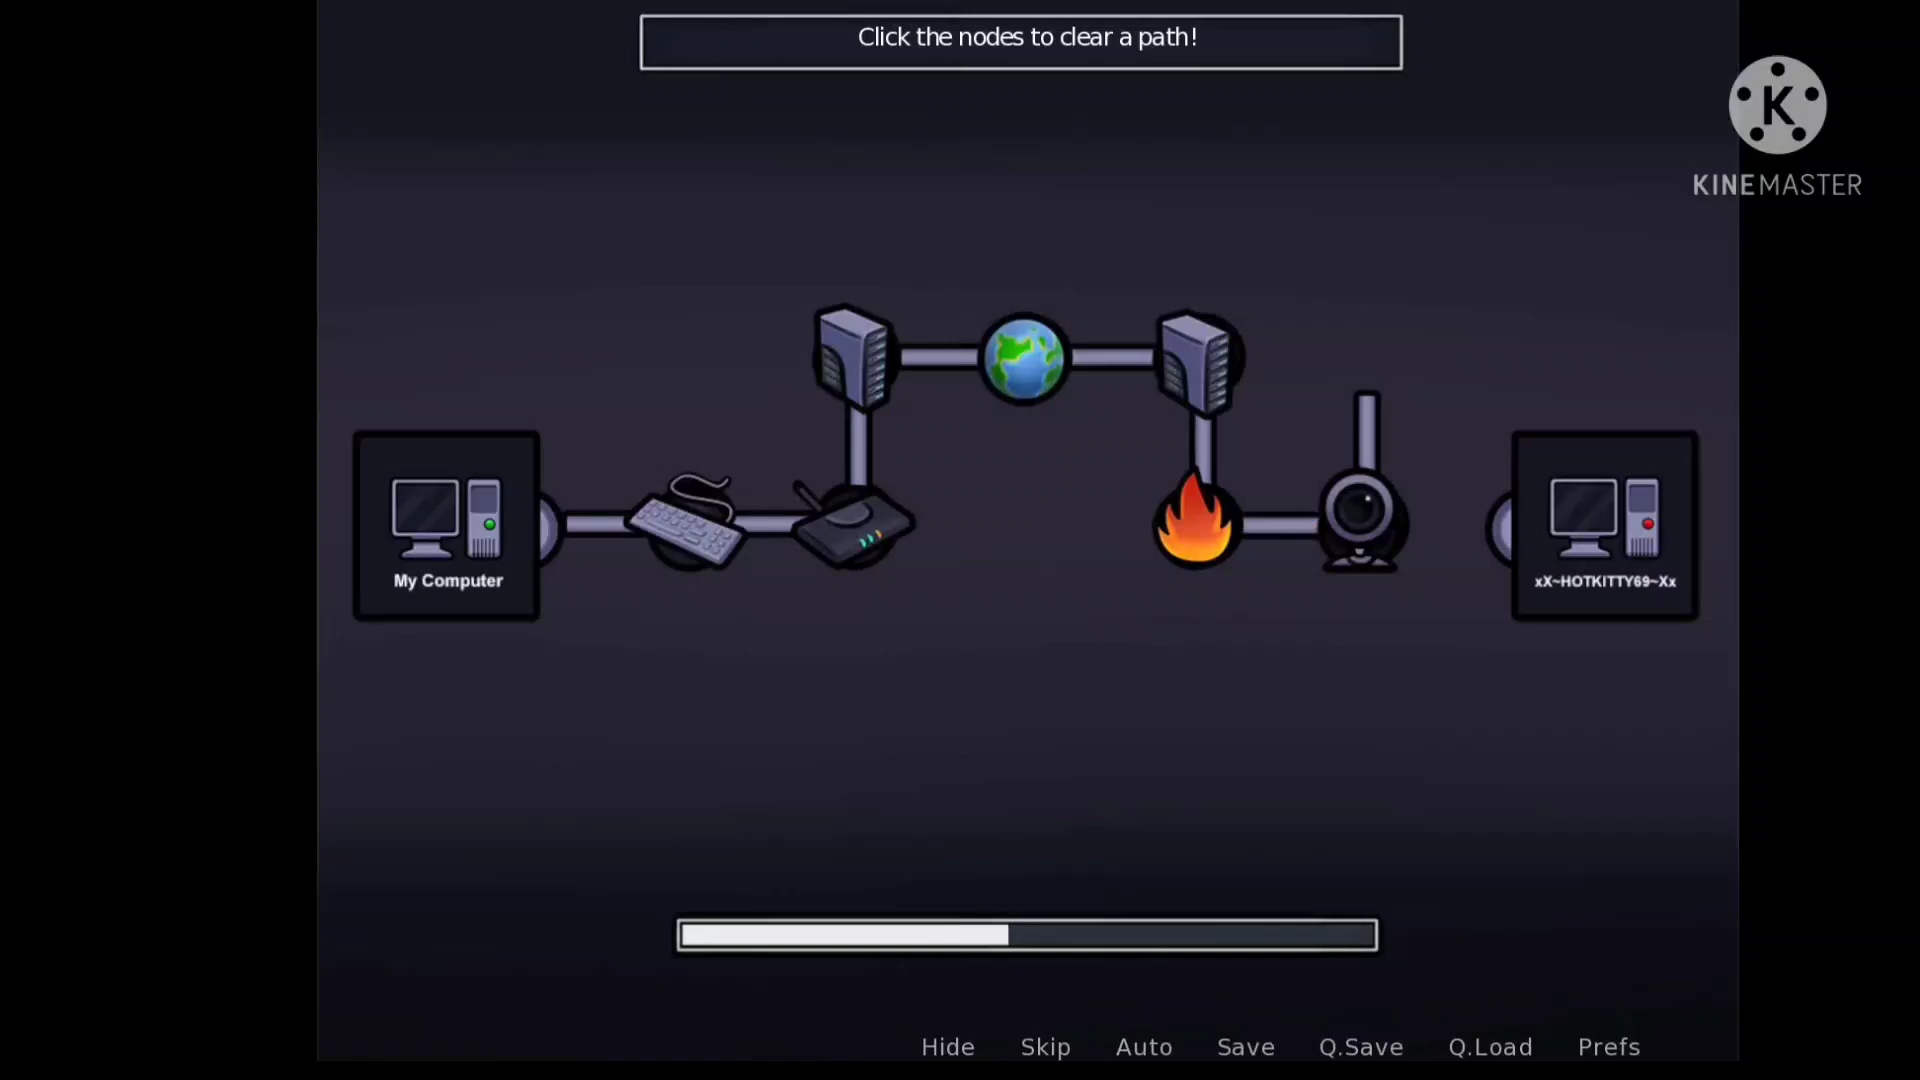 Click the nodes to clear a path!
K
KINEMASTER
My Computer
xX~HOTKITTY69~Xx
Hide Skip Auto Save Q.Save Q.Load Prefs